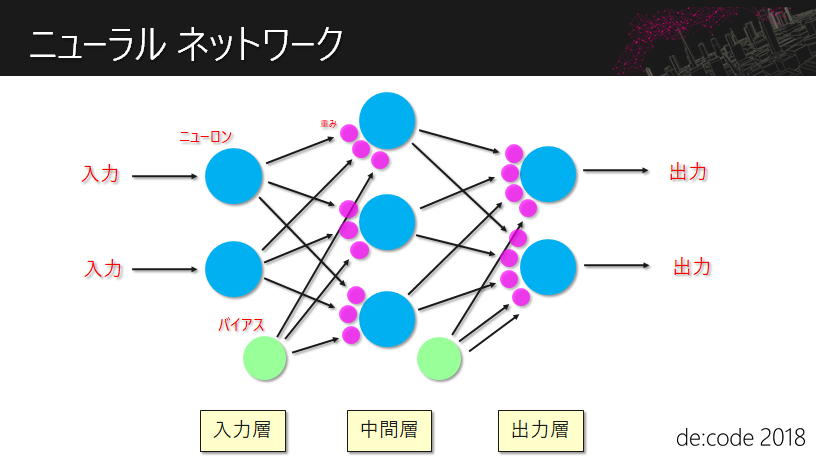 ニューラル ネットワーク
ニューロン
重み
入力
出力
入力
出力
バイアス
入力層
中間層
出力層
de:code 2018